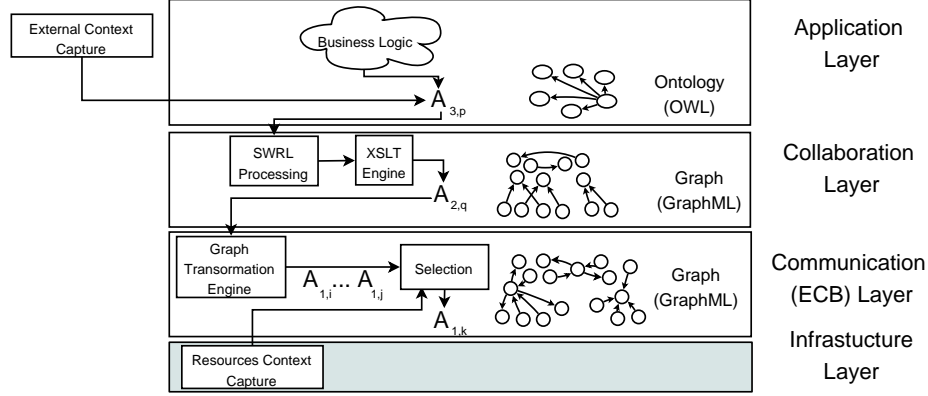 External Context
Capture
Business Logic
A3,p
Ontology
(OWL)
Application
Layer
SWRL
Processing
XSLT
Engine
A2,q
Graph
(GraphML)
Collaboration
Layer
Graph
Transormation
Engine
A1,i... A1,j
Selection
A1,k
Graph
(GraphML)
Communication
(ECB) Layer
Resources Context
Capture
Infrastucture
Layer